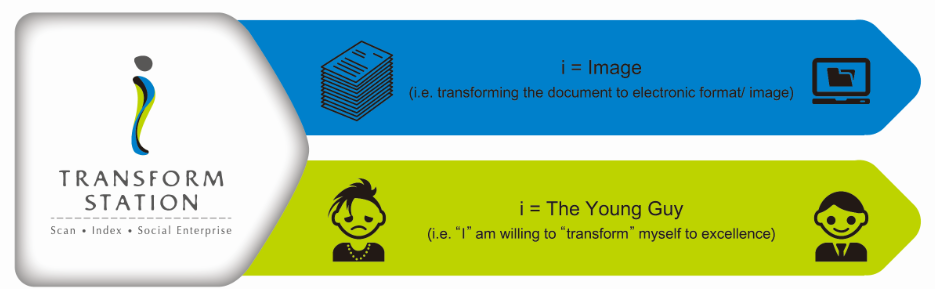 i
TRANSFORM
STATION
Scan • Index • Social Enterprise
i = Image
(i.e. transforming the document to electronic format/ image)
i = The Young Guy
(i.e. “I” am willing to “transform” myself to excellence)